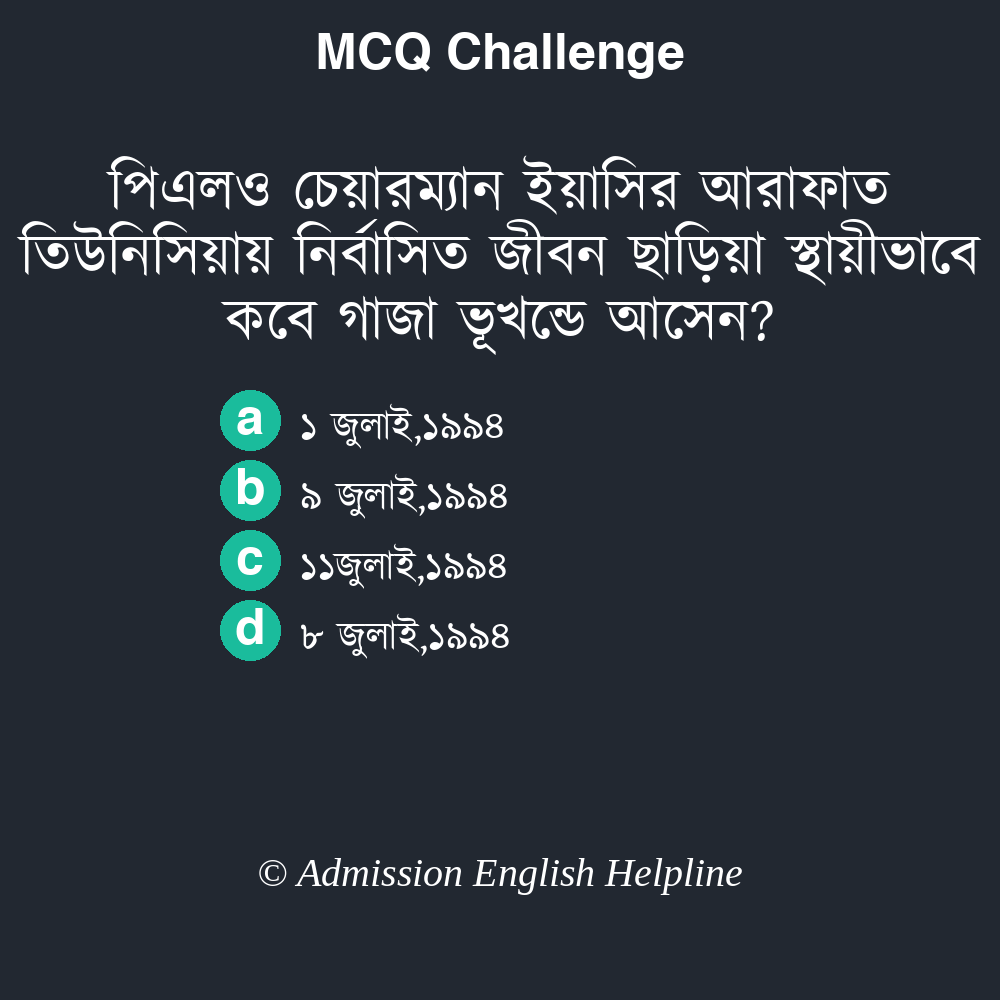 MCQ Challenge
পিএলও চেয়ারম্যান ইয়াসির আরাফাত
তিউনিসিয়ায় নির্বাসিত জীবন ছাড়িয়া স্থায়ীভাবে
কবে গাজা ভূখন্ডে আসেন?
a ১ জুলাই,১৯৯৪
b ৯ জুলাই,১৯৯৪
c ১১জুলাই,১৯৯৪
d ৮ জুলাই,১৯৯৪
© Admission English Helpline